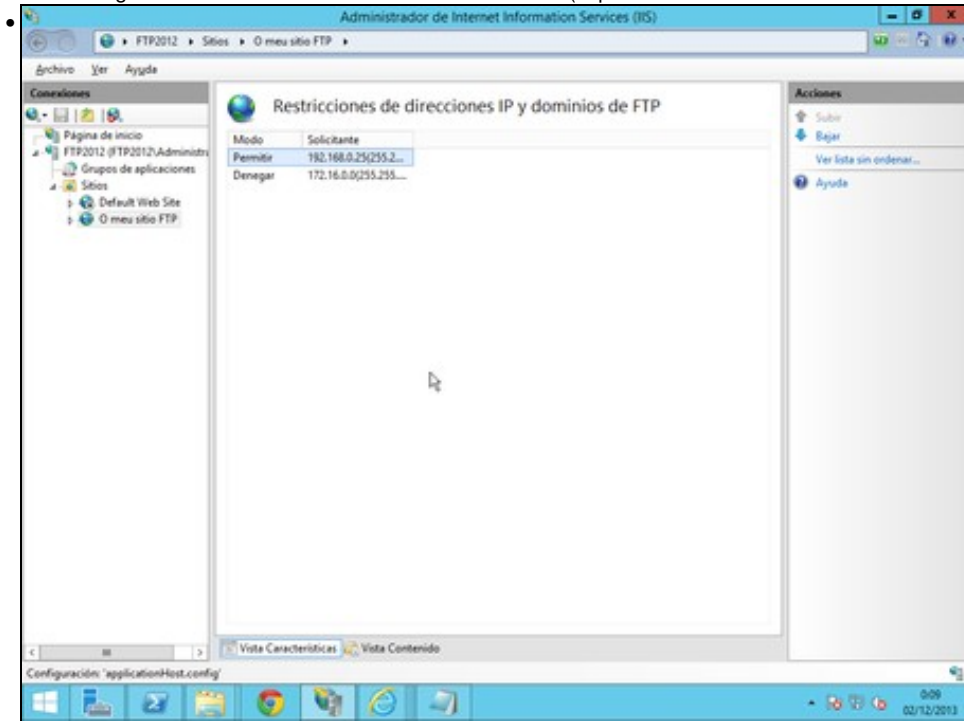 Administrador de Internet Information Services (IIS)
FTP2012 Sitios O meu sitio FTP
Archivo Ver Ayuda
Conexiones
Página de inicio
FTP2012 (FTP2012\Administra
Grupos de aplicaciones
Sitios
Default Web Site
O meu sitio FTP
Restricciones de direcciones IP y dominios de FTP
Modo Solicitante
Permitir 192.168.0.25(255.2...
Denegar 172.16.0.0(255.255....
Acciones
Subir
Bajar
Ver lista sin ordenar...
Ayuda
Vista Características Vista Contenido
Configuración: 'applicationHost.config'
0:09
02/12/2013